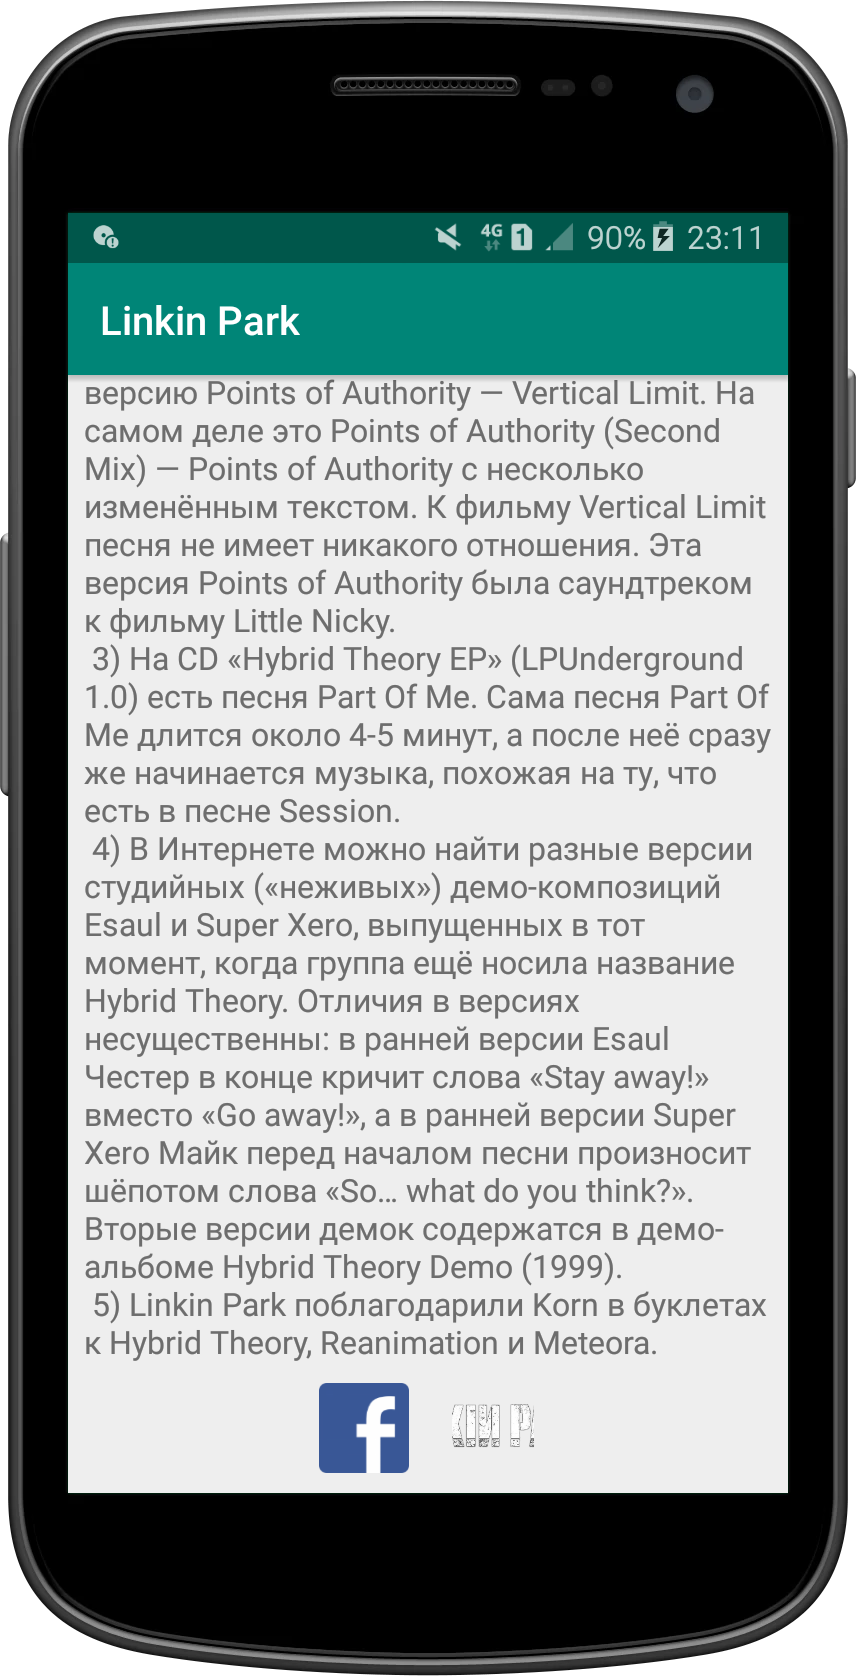 4G 1 90% 23:11
Linkin Park
версию Points of Authority — Vertical Limit. На
самом деле это Points of Authority (Second
Mix) — Points of Authority с несколько
изменённым текстом. К фильму Vertical Limit
песня не имеет никакого отношения. Эта
версия Points of Authority была саундтреком
к фильму Little Nicky.
3) На CD «Hybrid Theory EP» (LPUnderground
1.0) есть песня Part Of Me. Сама песня Part Of
Me длится около 4-5 минут, а после неё сразу
же начинается музыка, похожая на ту, что
есть в песне Session.
4) В Интернете можно найти разные версии
студийных («неживых») демо-композиций
Esaul и Super Xero, выпущенных в тот
момент, когда группа ещё носила название
Hybrid Theory. Отличия в версиях
несущественны: в ранней версии Esaul
Честер в конце кричит слова «Stay away!»
вместо «Go away!», а в ранней версии Super
Xero Майк перед началом песни произносит
шёпотом слова «So… what do you think?».
Вторые версии демок содержатся в демо-
альбоме Hybrid Theory Demo (1999).
5) Linkin Park поблагодарили Korn в буклетах
к Hybrid Theory, Reanimation и Meteora.
f